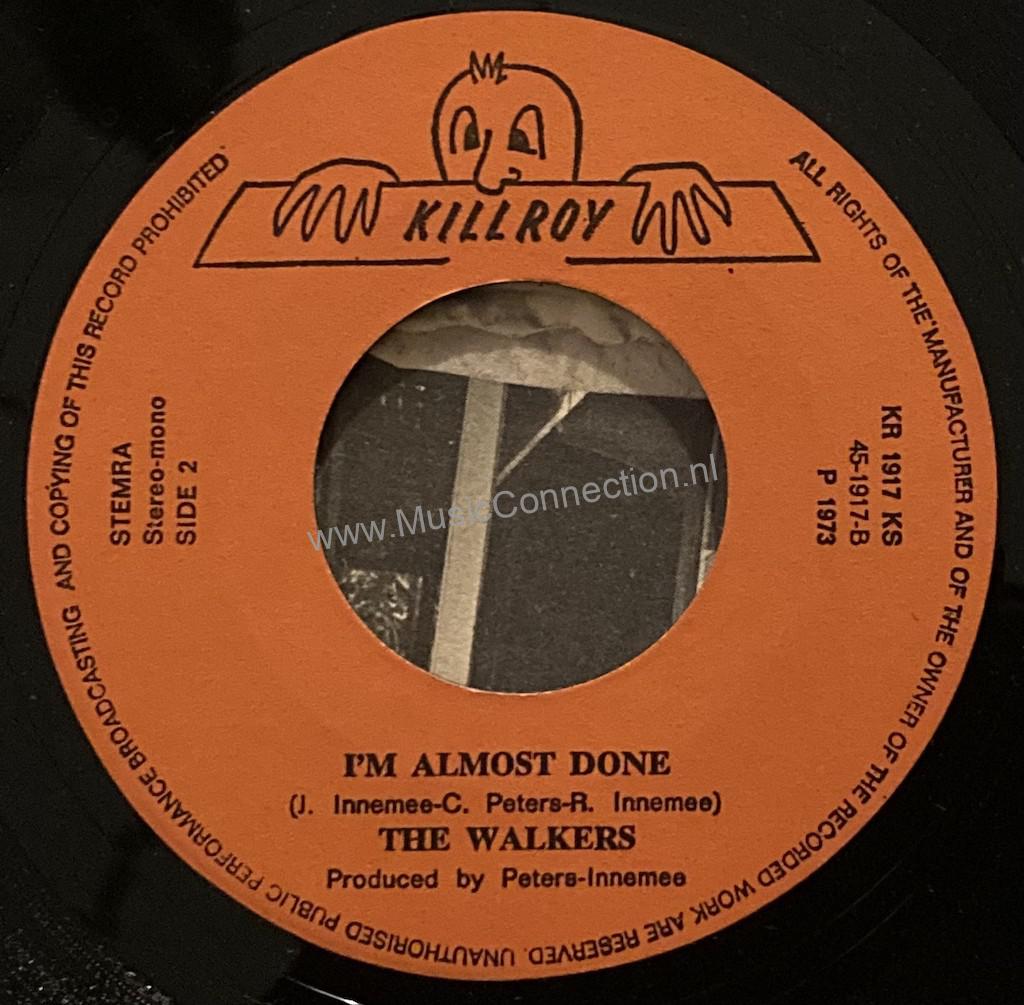 KILLROY
ALL RIGHTS OF THE MANUFACTURER AND OF THE OWNER OF THE RECORDED WORK ARE RESERVED. UNAUTHORISED PUBLIC PERFORMANCE BROADCASTING AND COPYING OF THIS RECORD PROHIBITED
STEMRA
Stereo-mono
SIDE 2
KR 1917 KS
45-1917-B
P 1973
www.MusicConnection.nl
I'M ALMOST DONE
(J. Innemee-C. Peters-R. Innemee)
THE WALKERS
Produced by Peters-Innemee